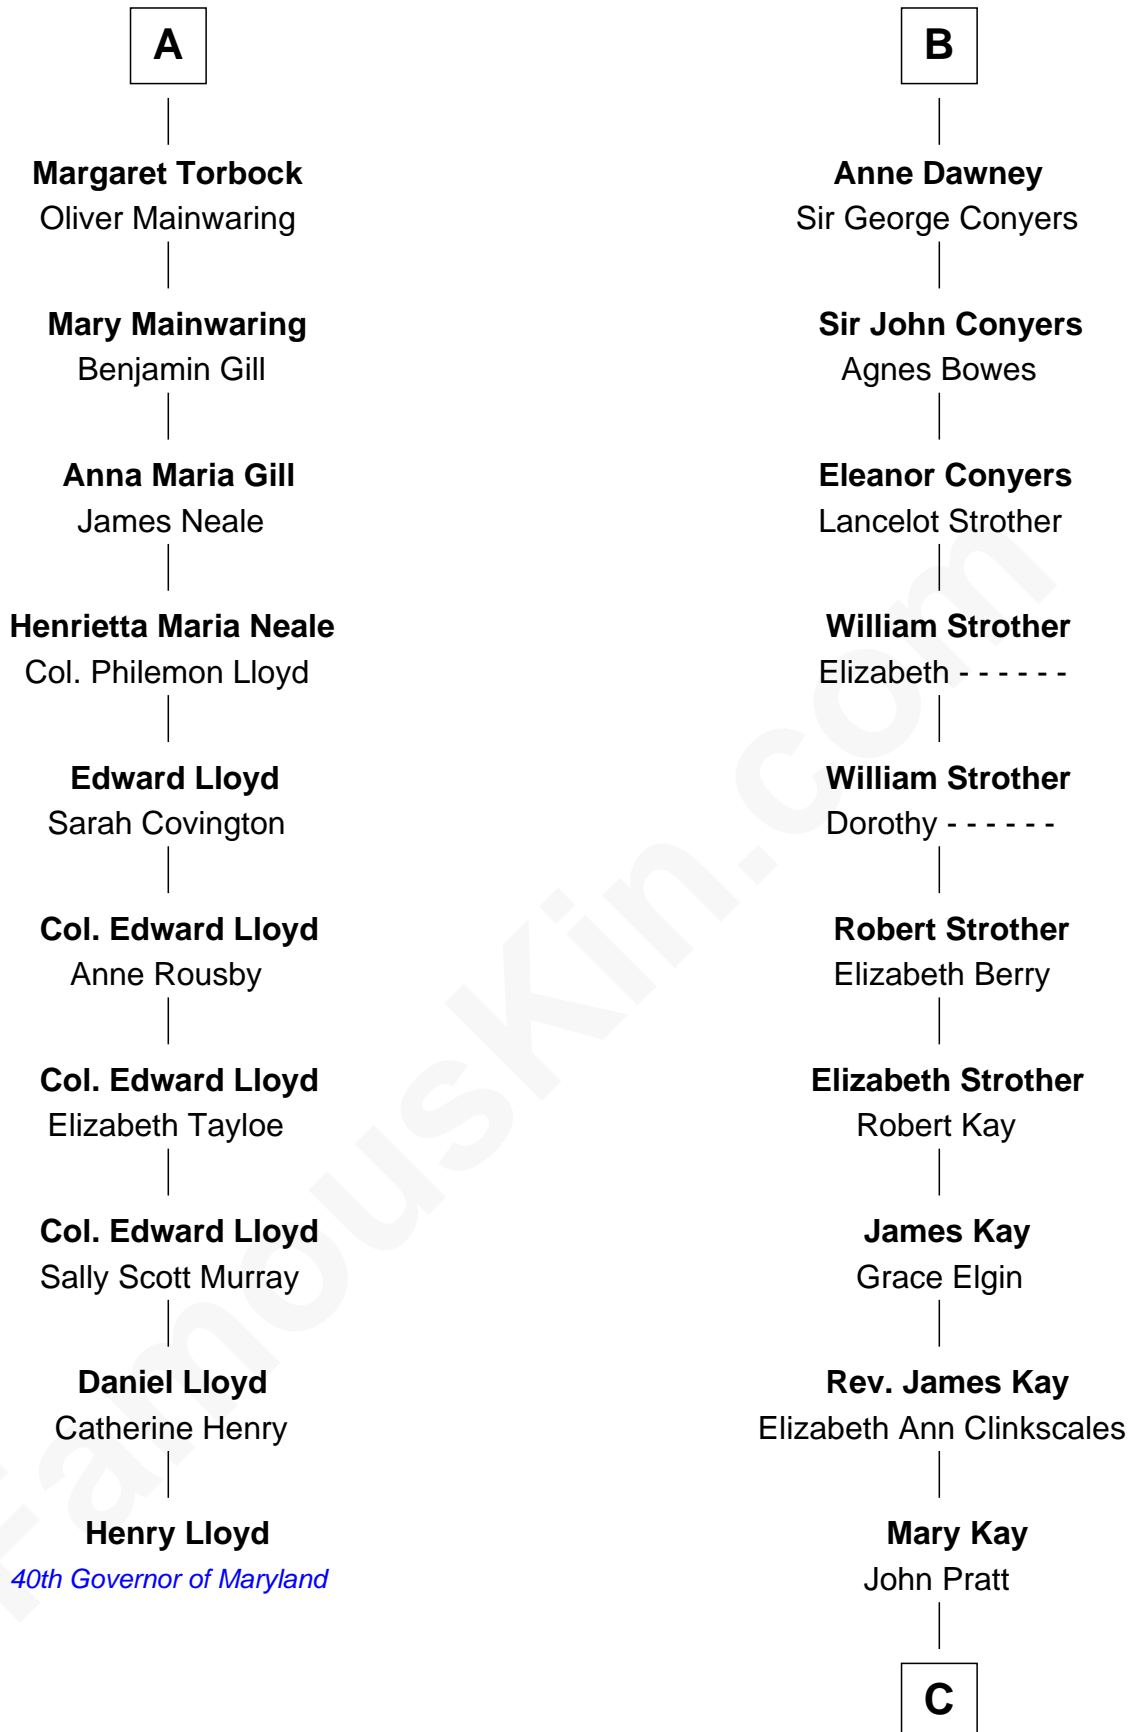 A
Margaret Torbock
Oliver Mainwaring
Mary Mainwaring
Benjamin Gill
Anna Maria Gill
James Neale
Henrietta Maria Neale
Col. Philemon Lloyd
Edward Lloyd
Sarah Covington
Col. Edward Lloyd
Anne Rousby
Col. Edward Lloyd
Elizabeth Tayloe
Col. Edward Lloyd
Sally Scott Murray
Daniel Lloyd
Catherine Henry
Henry Lloyd
40th Governor of Maryland
B
Anne Dawney
Sir George Conyers
Sir John Conyers
Agnes Bowes
Eleanor Conyers
Lancelot Strother
William Strother
Elizabeth - - - - - -
William Strother
Dorothy - - - - - -
Robert Strother
Elizabeth Berry
Elizabeth Strother
Robert Kay
James Kay
Grace Elgin
Rev. James Kay
Elizabeth Ann Clinkscales
Mary Kay
John Pratt
C
FamousKin.com